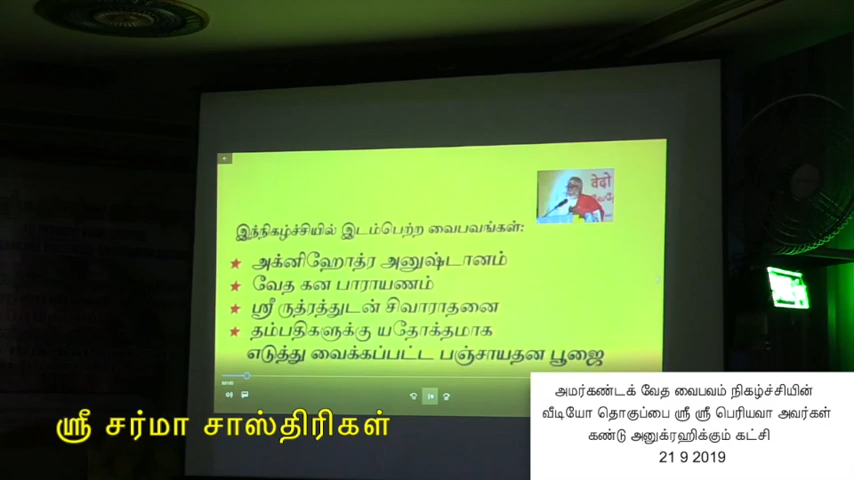 वेदो
இந்நிகழ்ச்சியில் இடம்பெற்ற வைபவங்கள்:
★ அக்னிஹோத்ர அனுஷ்டானம்
★ வேத கன பாராயணம்
★ ஸ்ரீ ருத்ரத்துடன் சிவாராதனை
★ தம்பதிகளுக்கு யதோக்தமாக
எடுத்து வைக்கப்பட்ட பஞ்சாயதன பூஜை
ஸ்ரீ சர்மா சாஸ்திரிகள்
அமர்கண்டக் வேத வைபவம் நிகழ்ச்சியின்
வீடியோ தொகுப்பை ஸ்ரீ ஸ்ரீ பெரியவா அவர்கள்
கண்டு அனுக்ரஹிக்கும் கட்சி
21 9 2019